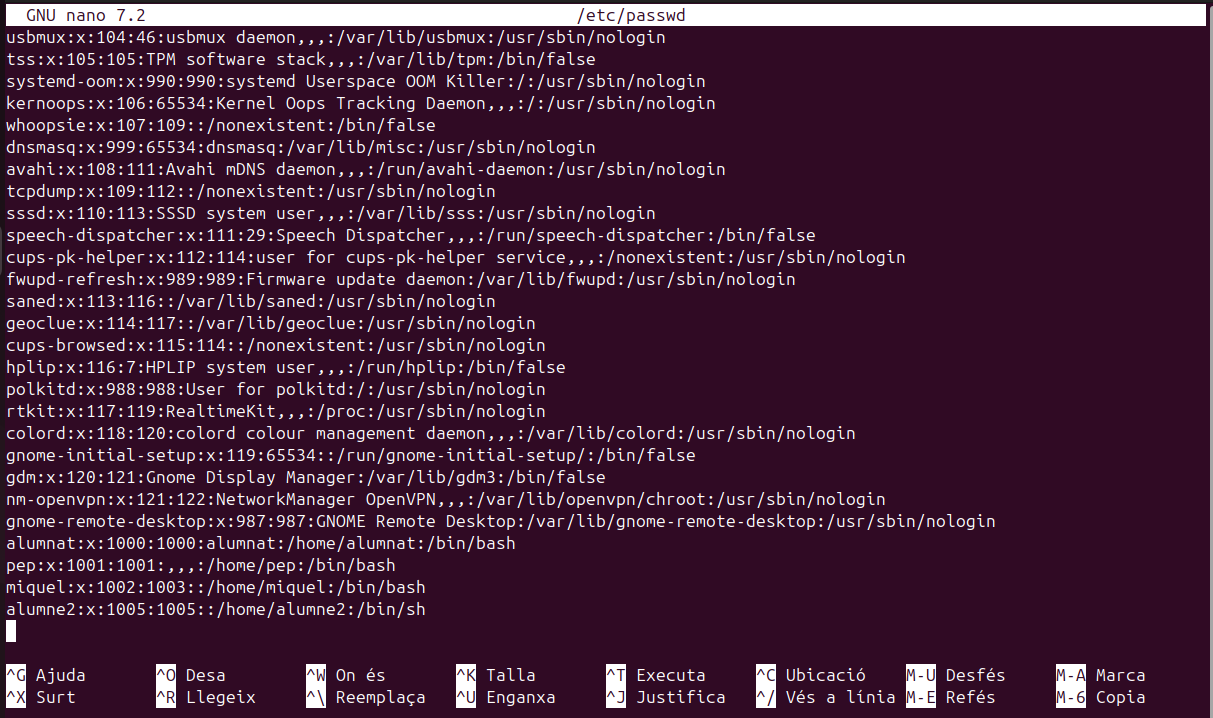 GNU nano 7.2 /etc/passwd
usbmux:x:104:46:usbmux daemon,,,:/var/lib/usbmux:/usr/sbin/nologin
tss:x:105:105:TPM software stack,,,:/var/lib/tpm:/bin/false
systemd-oom:x:990:990:systemd Userspace OOM Killer:/:/usr/sbin/nologin
kernoops:x:106:65534:Kernel Oops Tracking Daemon,,,:/:/usr/sbin/nologin
whoopsie:x:107:109::/nonexistent:/bin/false
dnsmasq:x:999:65534:dnsmasq:/var/lib/misc:/usr/sbin/nologin
avahi:x:108:111:Avahi mDNS daemon,,,:/run/avahi-daemon:/usr/sbin/nologin
tcpdump:x:109:112::/nonexistent:/usr/sbin/nologin
sssd:x:110:113:SSSD system user,,,:/var/lib/sss:/usr/sbin/nologin
speech-dispatcher:x:111:29:Speech Dispatcher,,,:/run/speech-dispatcher:/bin/false
cups-pk-helper:x:112:114:user for cups-pk-helper service,,,:/nonexistent:/usr/sbin/nologin
fwupd-refresh:x:989:989:Firmware update daemon:/var/lib/fwupd:/usr/sbin/nologin
saned:x:113:116::/var/lib/saned:/usr/sbin/nologin
geoclue:x:114:117::/var/lib/geoclue:/usr/sbin/nologin
cups-browsed:x:115:114::/nonexistent:/usr/sbin/nologin
hplip:x:116:7:HPLIP system user,,,:/run/hplip:/bin/false
polkitd:x:988:988:User for polkitd:/:/usr/sbin/nologin
rtkit:x:117:119:RealtimeKit,,,:/proc:/usr/sbin/nologin
colord:x:118:120:colord colour management daemon,,,:/var/lib/colord:/usr/sbin/nologin
gnome-initial-setup:x:119:65534::/run/gnome-initial-setup/:/bin/false
gdm:x:120:121:Gnome Display Manager:/var/lib/gdm3:/bin/false
nm-openvpn:x:121:122:NetworkManager OpenVPN,,,:/var/lib/openvpn/chroot:/usr/sbin/nologin
gnome-remote-desktop:x:987:987:GNOME Remote Desktop:/var/lib/gnome-remote-desktop:/usr/sbin/nologin
alumnat:x:1000:1000:alumnat:/home/alumnat:/bin/bash
pep:x:1001:1001:,,,:/home/pep:/bin/bash
miquel:x:1002:1003::/home/miquel:/bin/bash
alumne2:x:1005:1005::/home/alumne2:/bin/sh
^G Ajuda ^O Desa ^W On és ^K Talla ^T Executa ^C Ubicació M-U Desfés M-A Marca
^X Surt ^R Llegeix ^\ Reemplaça ^U Enganxa ^J Justifica ^/ Vés a línia M-E Refés M-6 Copia